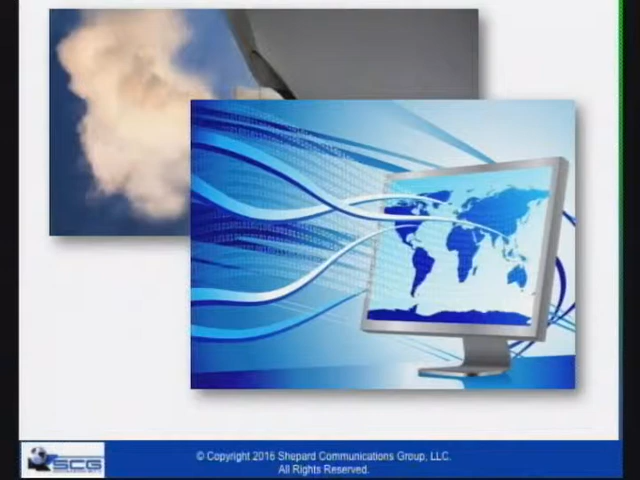 SCG
© Copyright 2016 Shepard Communications Group, LLC.
All Rights Reserved.